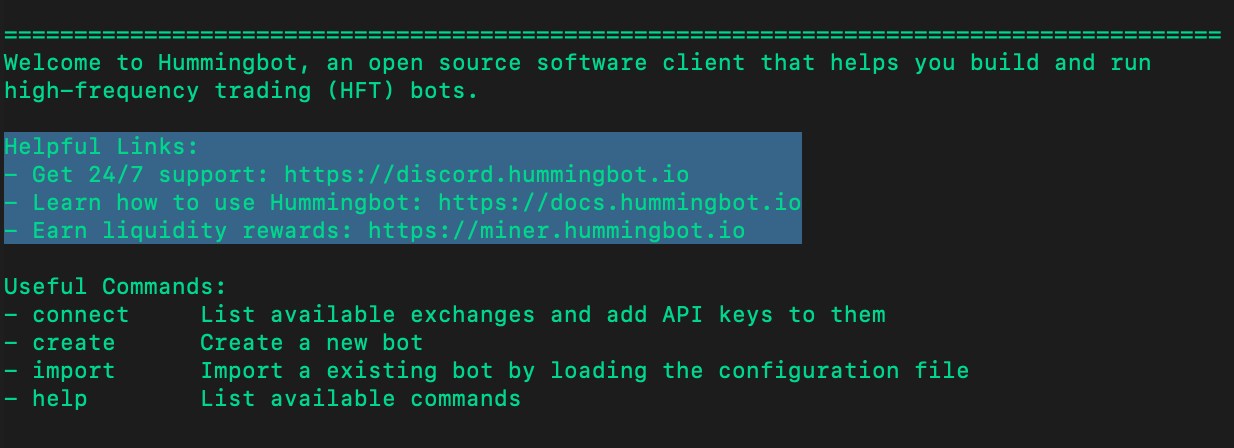 =======================================================================================
Welcome to Hummingbot, an open source software client that helps you build and run
high-frequency trading (HFT) bots.
Helpful Links:
- Get 24/7 support: https://discord.hummingbot.io
- Learn how to use Hummingbot: https://docs.hummingbot.io
- Earn liquidity rewards: https://miner.hummingbot.io
Useful Commands:
- connect     List available exchanges and add API keys to them
- create      Create a new bot
- import      Import a existing bot by loading the configuration file
- help        List available commands